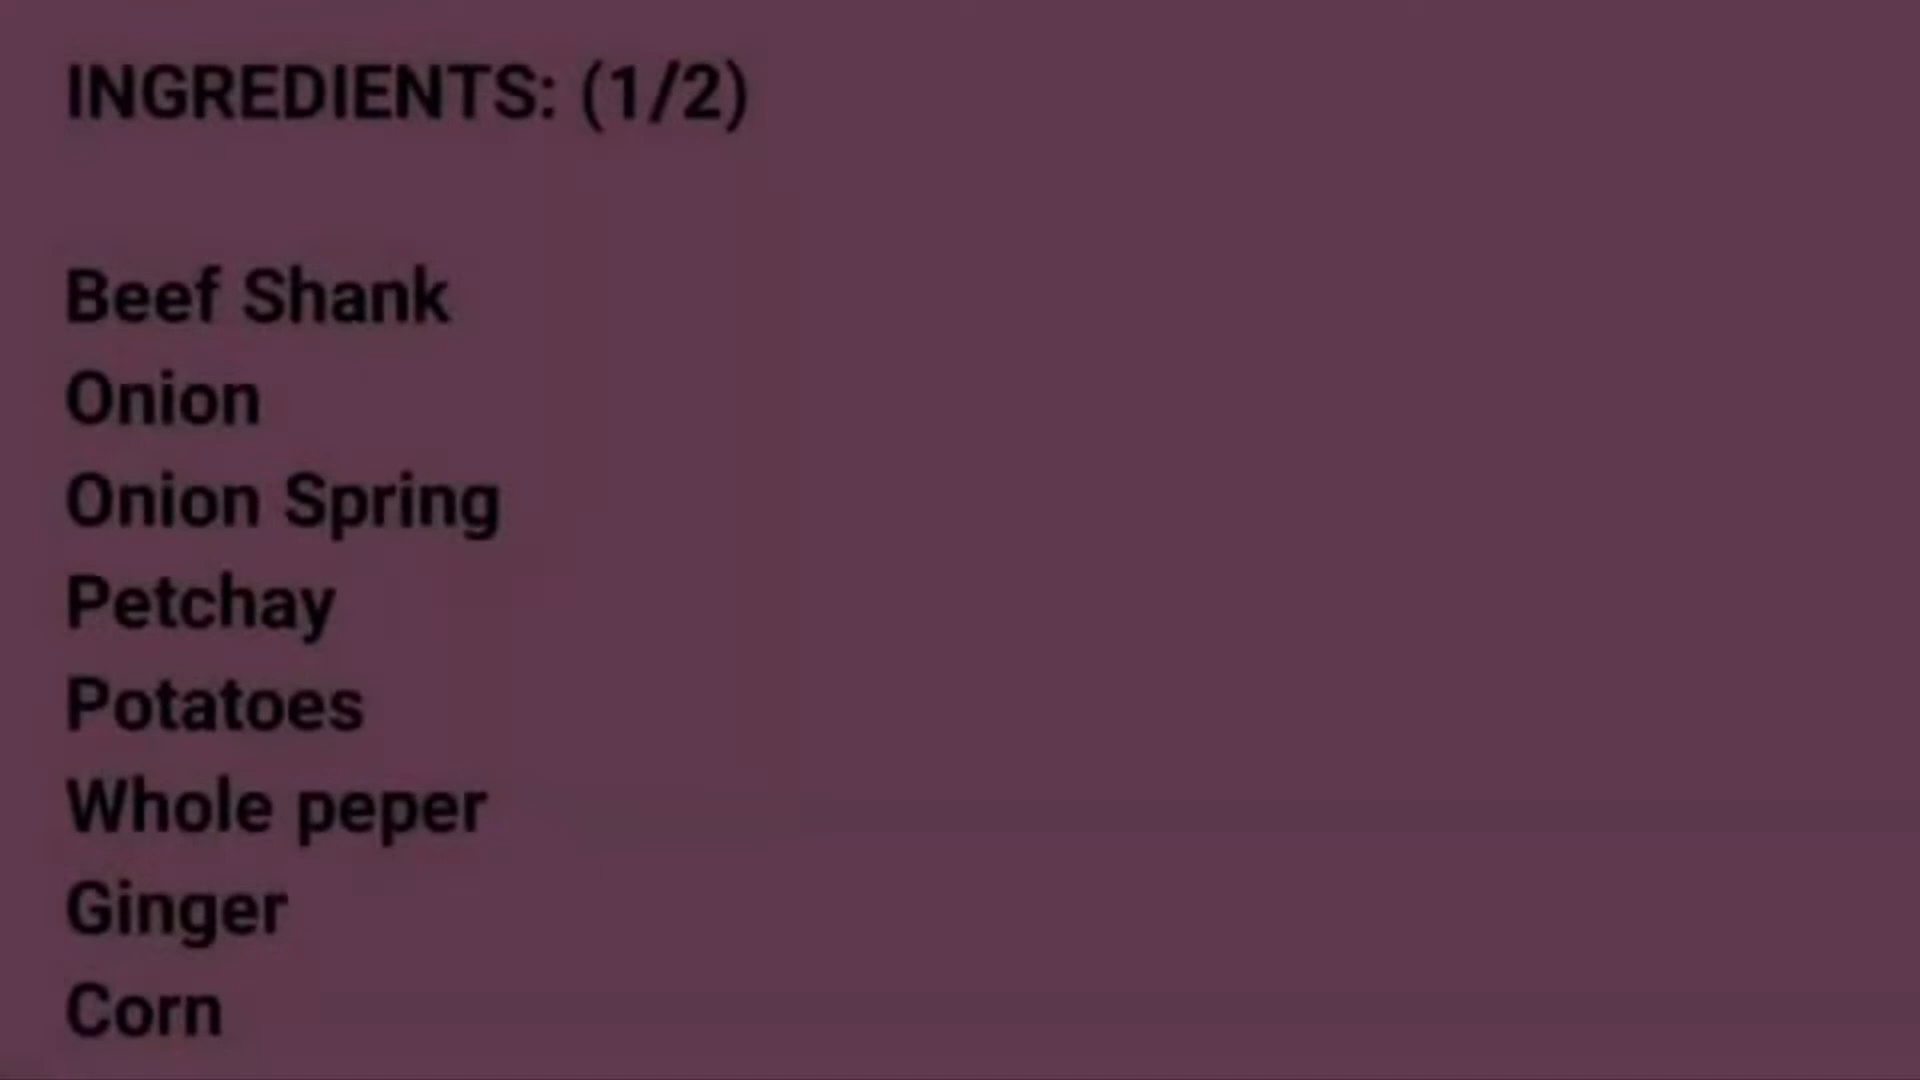 INGREDIENTS: (1/2)
Beef Shank
Onion
Onion Spring
Petchay
Potatoes
Whole peper
Ginger
Corn